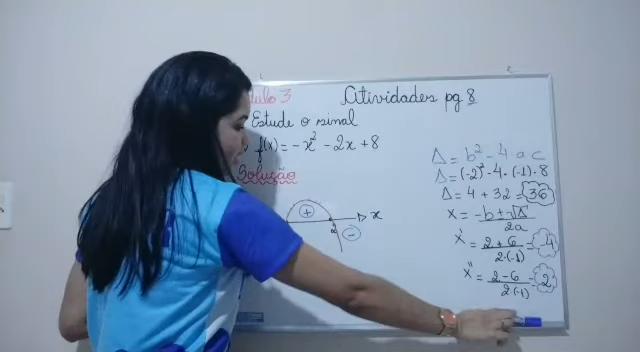 ulo 3
Atividades pg 8
Estude o sinal
f(x) = -x² - 2x + 8
Solução
+ x
2 -
Δ = b² - 4·a c
Δ = (-2)² - 4·(-1)·8
Δ = 4 + 32 = 36
x = -b ± √Δ / 2a
x' = 2 + 6 / 2·(-1) = -4
x'' = 2 - 6 / 2·(-1) = 2